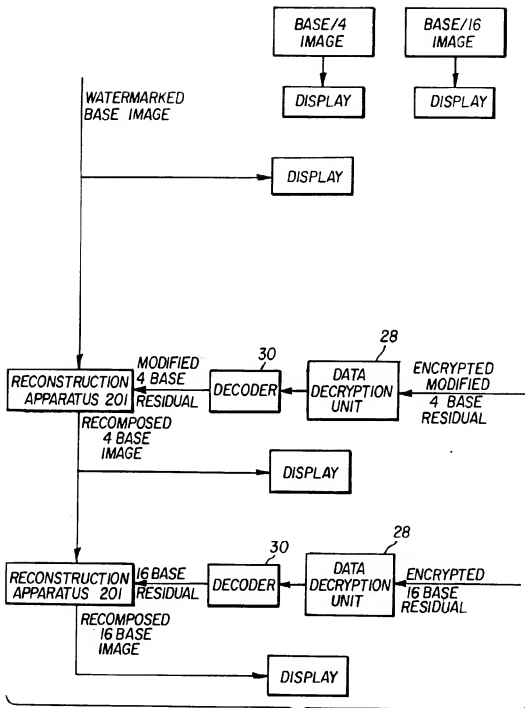 BASE/4
IMAGE
BASE/16
IMAGE
DISPLAY
DISPLAY
WATERMARKED
BASE IMAGE
DISPLAY
RECONSTRUCTION
APPARATUS 201
MODIFIED
4 BASE
RESIDUAL
30
DECODER
28
DATA
DECRYPTION
UNIT
ENCRYPTED
MODIFIED
4 BASE
RESIDUAL
RECOMPOSED
4 BASE
IMAGE
DISPLAY
RECONSTRUCTION
APPARATUS 201
16 BASE
RESIDUAL
30
DECODER
28
DATA
DECRYPTION
UNIT
ENCRYPTED
16 BASE
RESIDUAL
RECOMPOSED
16 BASE
IMAGE
DISPLAY